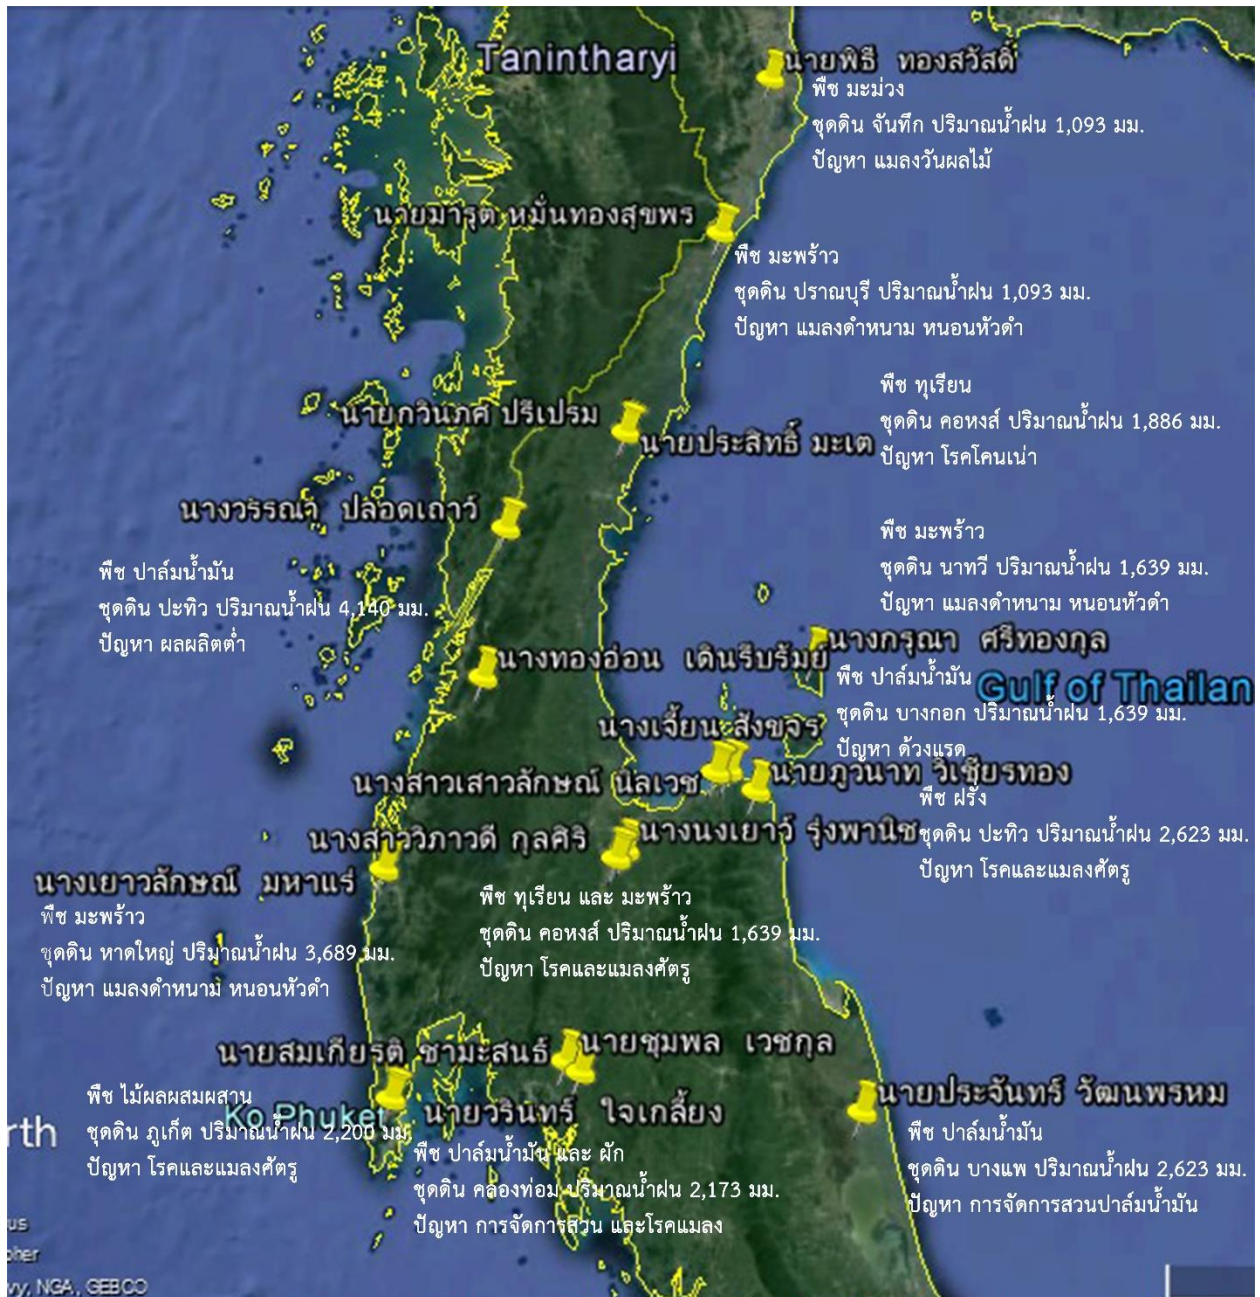 Tanintharyi
นายพิธี ทองสวัสดิ์
พืช มะม่วง
ชุดดิน จันทึก ปริมาณน้ำฝน 1,093 มม.
ปัญหา แมลงวันผลไม้
นายมารุต หมั่นทองสุขพร
พืช มะพร้าว
ชุดดิน ปราณบุรี ปริมาณน้ำฝน 1,093 มม.
ปัญหา แมลงดำหนาม หนอนหัวดำ
พืช ทุเรียน
ชุดดิน คอหงส์ ปริมาณน้ำฝน 1,886 มม.
ปัญหา โรคโคนเน่า
นายกวินภศ ปรีเปรม
นายประสิทธิ์ มะเต
นางวรรณา ปลอดเถาว์
พืช ปาล์มน้ำมัน
ชุดดิน ปะทิว ปริมาณน้ำฝน 4,140 มม.
ปัญหา ผลผลิตต่ำ
พืช มะพร้าว
ชุดดิน นาทวี ปริมาณน้ำฝน 1,639 มม.
ปัญหา แมลงดำหนาม หนอนหัวดำ
นางกรุณา ศรีทองกุล
นางทองอ่อน เดินรีบรัมย์
Gulf of Thailan
พืช ปาล์มน้ำมัน
ชุดดิน บางกอก ปริมาณน้ำฝน 1,639 มม.
ปัญหา ด้วงแรด
นางเจี้ยน สังขจร
นางสาวเสาวลักษณ์ นิลเวช
นายภูวนาท วิเชียรทอง
พืช ฝรั่ง
ชุดดิน ปะทิว ปริมาณน้ำฝน 2,623 มม.
ปัญหา โรคและแมลงศัตรู
นางสาววิภาวดี กุลศิริ
นางนงเยาว์ รุ่งพานิช
นางเยาวลักษณ์ มหาแร่
พืช มะพร้าว
ชุดดิน หาดใหญ่ ปริมาณน้ำฝน 3,689 มม.
ปัญหา แมลงดำหนาม หนอนหัวดำ
พืช ทุเรียน และ มะพร้าว
ชุดดิน คอหงส์ ปริมาณน้ำฝน 1,639 มม.
ปัญหา โรคและแมลงศัตรู
นายสมเกียรติ ชามะสนธ์
นายชุมพล เวชกุล
พืช ไม้ผลผสมผสาน
Ko Phuket
ชุดดิน ภูเก็ต ปริมาณน้ำฝน 2,200 มม.
ปัญหา โรคและแมลงศัตรู
rth
นายวรินทร์ ใจเกลี้ยง
พืช ปาล์มน้ำมัน และ ผัก
ชุดดิน คลองท่อม ปริมาณน้ำฝน 2,173 มม.
ปัญหา การจัดการสวน และโรคแมลง
นายประจันทร์ วัฒนพรหม
พืช ปาล์มน้ำมัน
ชุดดิน บางแพ ปริมาณน้ำฝน 2,623 มม.
ปัญหา การจัดการสวนปาล์มน้ำมัน
us
pher
vy, NGA, GEBCO